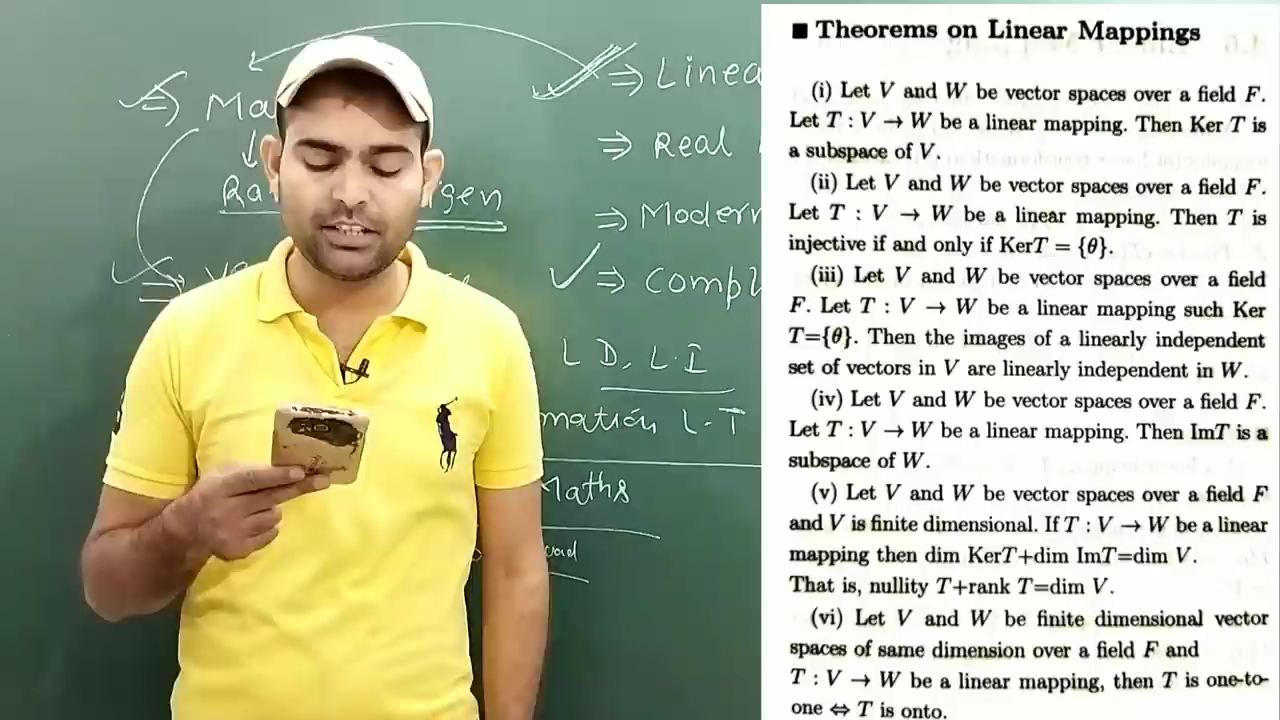 ⇒ Ma
↓
Ra
igen
⇒ Linea
⇒ Real
⇒ Modern
⇒ Compl
L D, L.I
mation L.T
Maths
■ Theorems on Linear Mappings
(i) Let V and W be vector spaces over a field F.
Let T : V → W be a linear mapping. Then Ker T is
a subspace of V.
(ii) Let V and W be vector spaces over a field F.
Let T : V → W be a linear mapping. Then T is
injective if and only if KerT = {θ}.
(iii) Let V and W be vector spaces over a field
F. Let T : V → W be a linear mapping such Ker
T={θ}. Then the images of a linearly independent
set of vectors in V are linearly independent in W.
(iv) Let V and W be vector spaces over a field F.
Let T : V → W be a linear mapping. Then ImT is a
subspace of W.
(v) Let V and W be vector spaces over a field F
and V is finite dimensional. If T : V → W be a linear
mapping then dim KerT+dim ImT=dim V.
That is, nullity T+rank T=dim V.
(vi) Let V and W be finite dimensional vector
spaces of same dimension over a field F and
T : V → W be a linear mapping, then T is one-to-
one ⇔ T is onto.